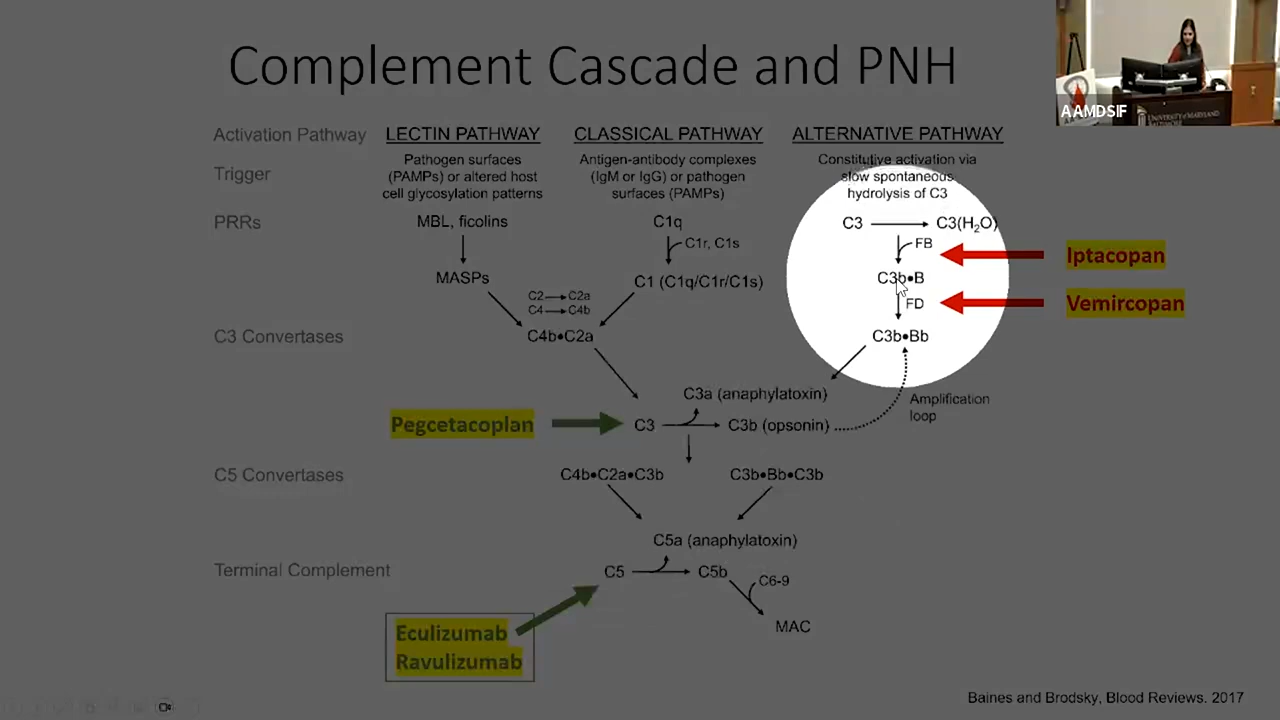 Complement Cascade and PNH
AAMDSIF
Activation Pathway
LECTIN PATHWAY
CLASSICAL PATHWAY
ALTERNATIVE PATHWAY
Trigger
Pathogen surfaces
(PAMPs) or altered host
cell glycosylation patterns
Antigen-antibody complexes
(IgM or IgG) or pathogen
surfaces (PAMPs)
Constitutive activation via
slow spontaneous
hydrolysis of C3
PRRs
MBL, ficolins
C1q
C3
C3(H2O)
C1r, C1s
FB
Iptacopan
MASPs
C1 (C1q/C1r/C1s)
C3b•B
C2 C2a
C4 C4b
FD
Vemircopan
C3 Convertases
C4b•C2a
C3b•Bb
C3a (anaphylatoxin)
Amplification
loop
Pegcetacoplan
C3
C3b (opsonin)
C5 Convertases
C4b•C2a•C3b
C3b•Bb•C3b
C5a (anaphylatoxin)
Terminal Complement
C5
C5b
C6-9
MAC
Eculizumab
Ravulizumab
Baines and Brodsky, Blood Reviews. 2017